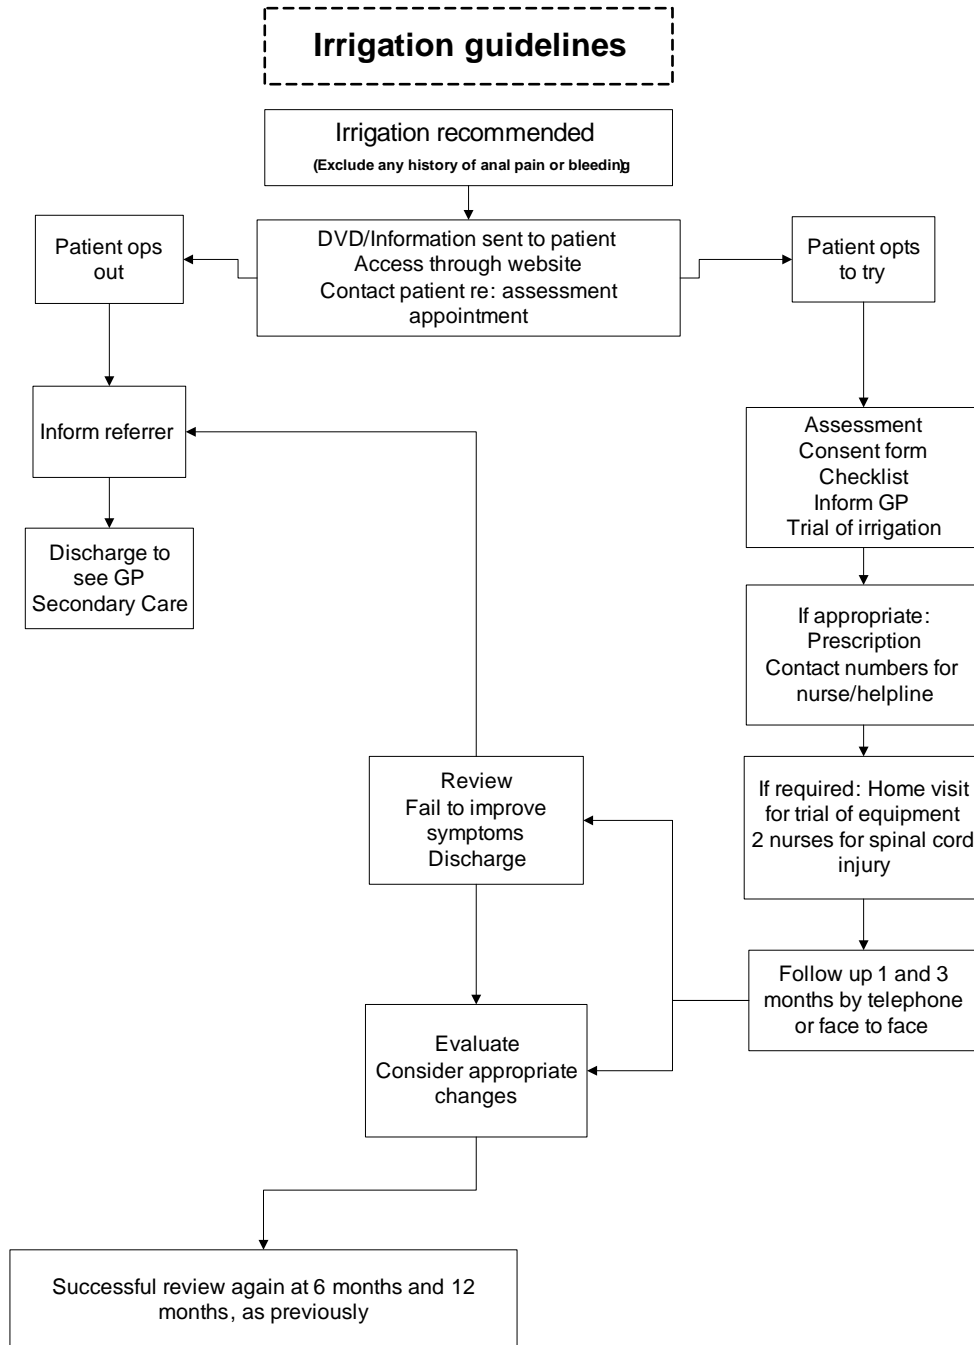 Irrigation guidelines
Irrigation recommended
(Exclude any history of anal pain or bleeding)
DVD/Information sent to patient
Access through website
Contact patient re: assessment
appointment
Patient ops
out
Patient opts
to try
Inform referrer
Discharge to
see GP
Secondary Care
Assessment
Consent form
Checklist
Inform GP
Trial of irrigation
If appropriate:
Prescription
Contact numbers for
nurse/helpline
If required: Home visit
for trial of equipment
2 nurses for spinal cord
injury
Follow up 1 and 3
months by telephone
or face to face
Review
Fail to improve
symptoms
Discharge
Evaluate
Consider appropriate
changes
Successful review again at 6 months and 12
months, as previously